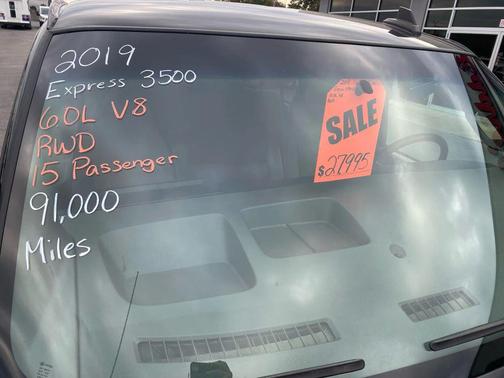 2019
Express 3500
6.0L V8
RWD
15 Passenger
91,000
Miles
SALE
$27995